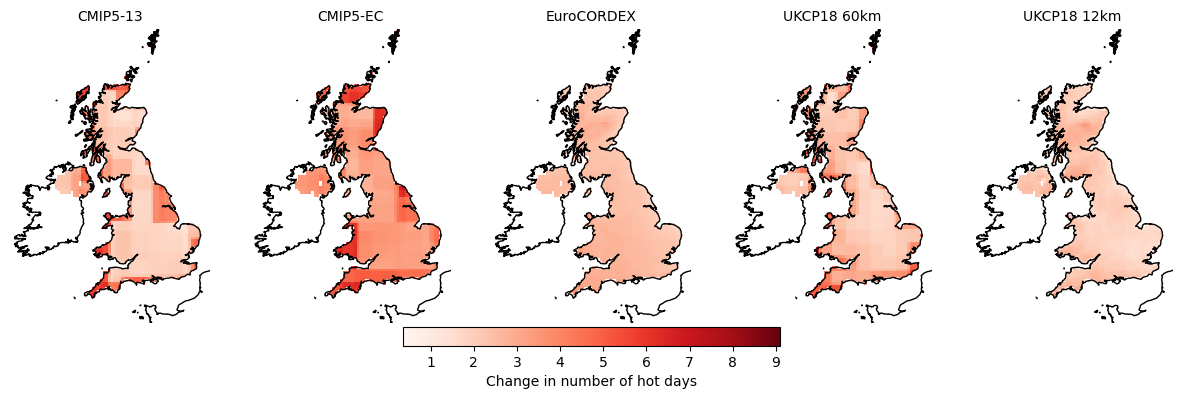 CMIP5-13 CMIP5-EC EuroCORDEX UKCP18 60km UKCP18 12km
1 2 3 4 5 6 7 8 9
Change in number of hot days